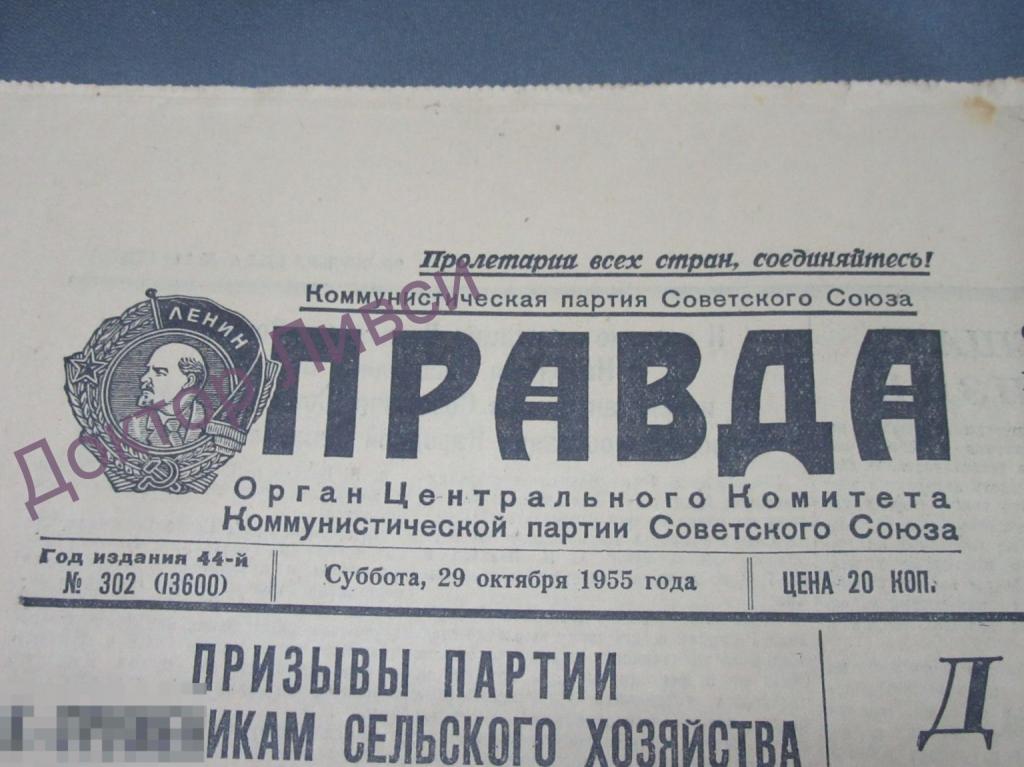 Пролетарии всех стран, соединяйтесь!
Коммунистическая партия Советского Союза
ЛЕНИН
ПРАВДА
Орган Центрального Комитета
Коммунистической партии Советского Союза
Год издания 44-й
№ 302 (13600)
Суббота, 29 октября 1955 года
ЦЕНА 20 КОП.
ПРИЗЫВЫ ПАРТИИ
ИКАМ СЕЛЬСКОГО ХОЗЯЙСТВА
Д
Доктор Ливси